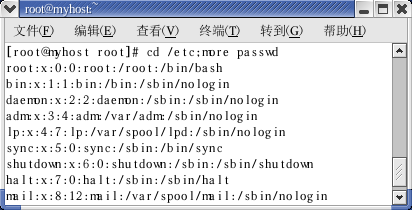 root@myhost:~
文件(F) 编辑(E) 查看(V) 终端(T) 转到(G) 帮助(H)
[root@myhost root]# cd /etc;more passwd
root:x:0:0:root:/root:/bin/bash
bin:x:1:1:bin:/bin:/sbin/nologin
daemon:x:2:2:daemon:/sbin:/sbin/nologin
adm:x:3:4:adm:/var/adm:/sbin/nologin
lp:x:4:7:lp:/var/spool/lpd:/sbin/nologin
sync:x:5:0:sync:/sbin:/bin/sync
shutdown:x:6:0:shutdown:/sbin:/sbin/shutdown
halt:x:7:0:halt:/sbin:/sbin/halt
mail:x:8:12:mail:/var/spool/mail:/sbin/nologin